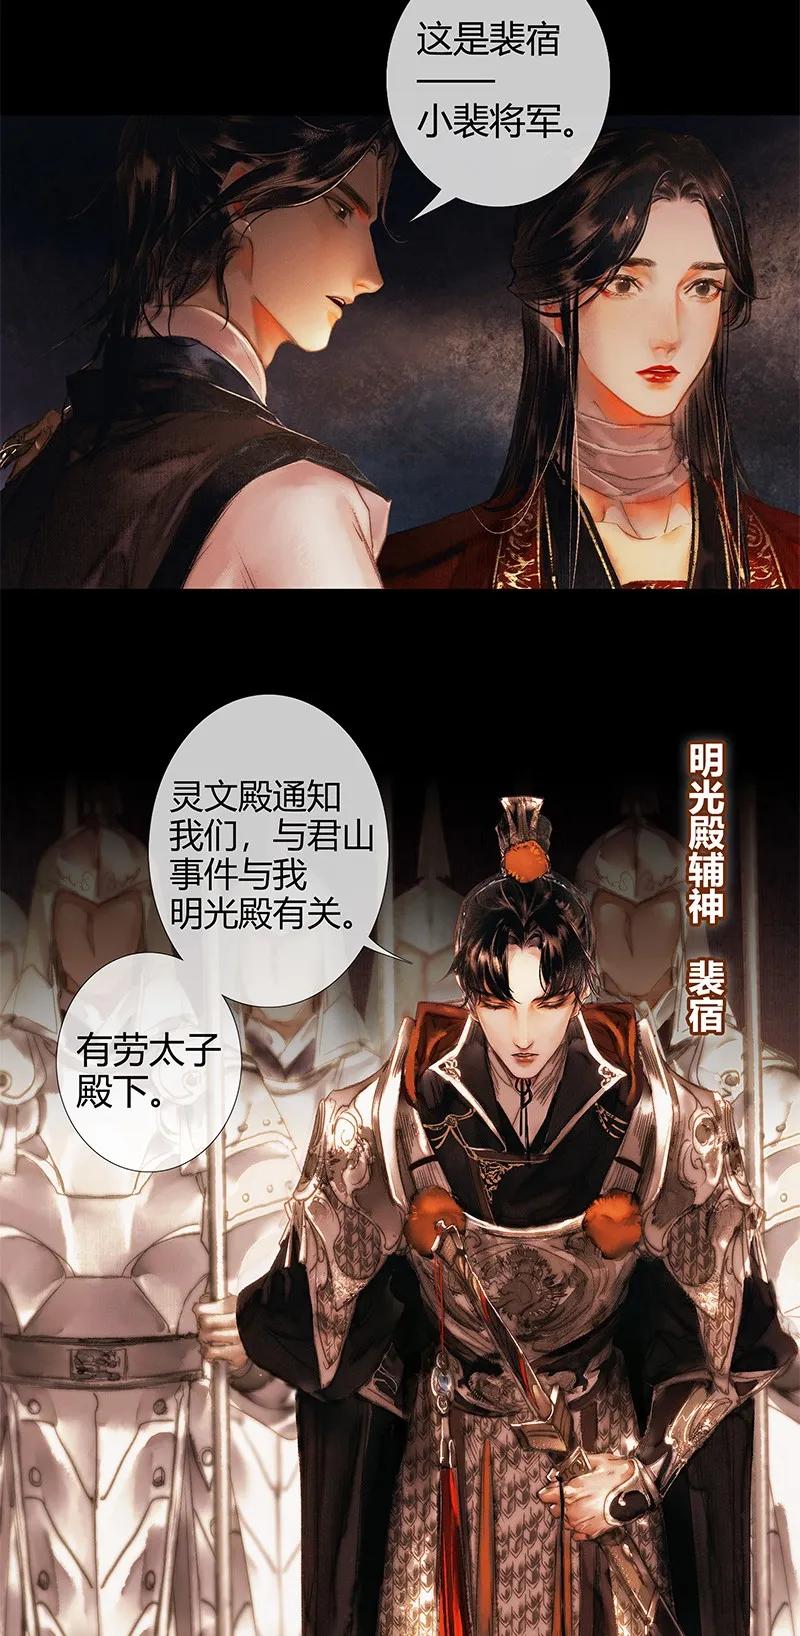 这是裴宿
——
小裴将军。
灵文殿通知
我们，与君山
事件与我
明光殿有关。
有劳太子
殿下。
明光殿辅神 裴宿